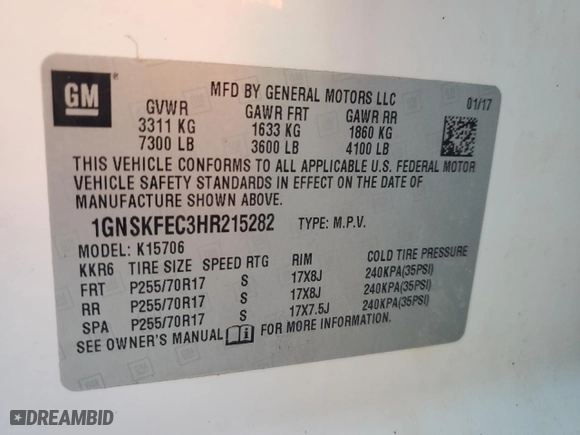 GM
®
MFD BY GENERAL MOTORS LLC
01/17
GVWR GAWR FRT GAWR RR
3311 KG 1633 KG 1860 KG
7300 LB 3600 LB 4100 LB
THIS VEHICLE CONFORMS TO ALL APPLICABLE U.S. FEDERAL MOTOR
VEHICLE SAFETY STANDARDS IN EFFECT ON THE DATE OF
MANUFACTURE SHOWN ABOVE.
1GNSKFEC3HR215282 TYPE: M.P.V.
MODEL: K15706
KKR6 TIRE SIZE SPEED RTG RIM COLD TIRE PRESSURE
FRT P255/70R17 S 17X8J 240KPA(35PSI)
RR P255/70R17 S 17X8J 240KPA(35PSI)
SPA P255/70R17 S 17X7.5J 240KPA(35PSI)
SEE OWNER'S MANUAL FOR MORE INFORMATION.
DREAMBID